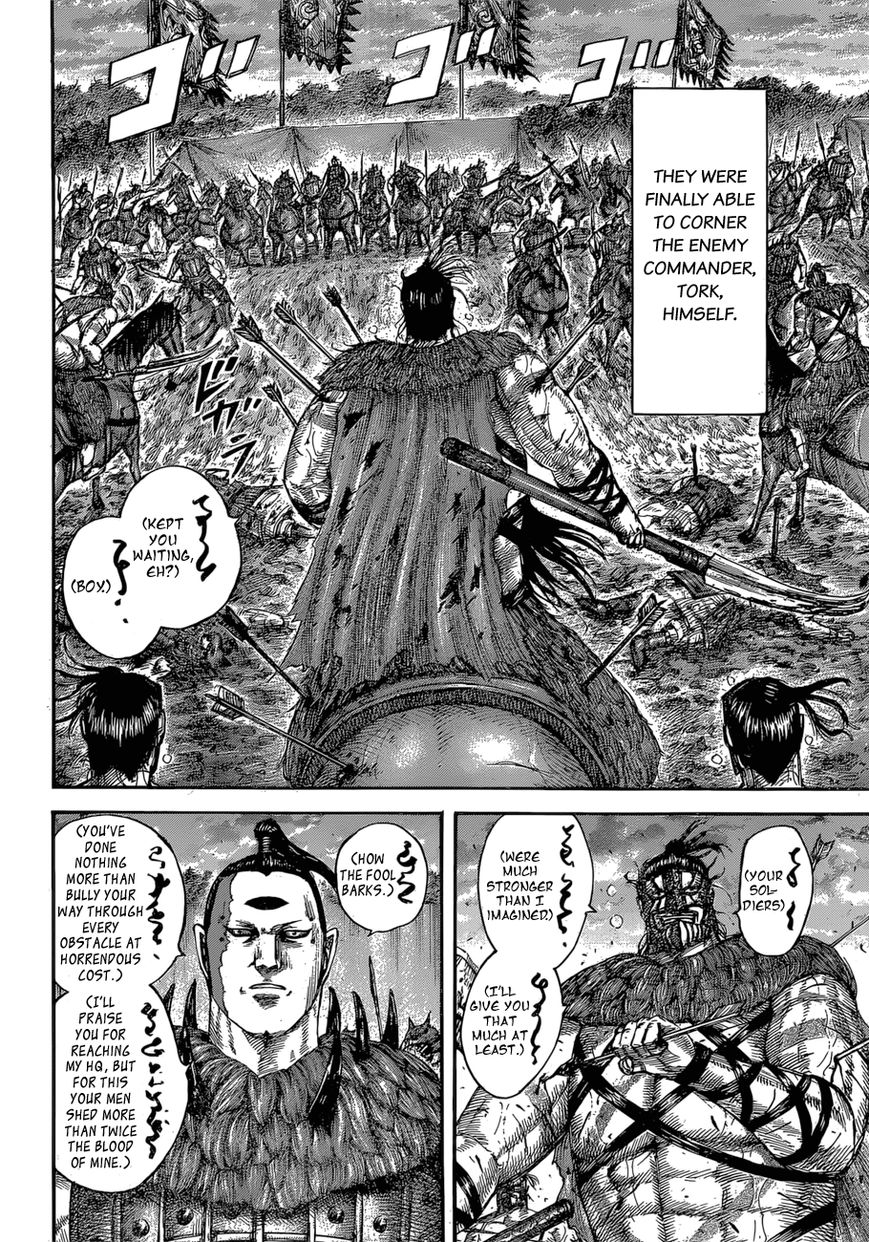 ゴ ゴ ゴ
THEY WERE
FINALLY ABLE
TO CORNER
THE ENEMY
COMMANDER,
TORK,
HIMSELF.
(KEPT
YOU
WAITING,
EH?)
(BOY.)
(YOUR
SOL-
DIERS)
(WERE
MUCH
STRONGER
THAN I
IMAGINED.)
(I'LL
GIVE YOU
THAT
MUCH AT
LEAST.)
(HOW
THE FOOL
BARKS.)
(YOU'VE
DONE
NOTHING
MORE THAN
BULLY YOUR
WAY THROUGH
EVERY
OBSTACLE AT
HORRENDOUS
COST.)
(I'LL
PRAISE
YOU FOR
REACHING
MY HQ, BUT
FOR THIS
YOUR MEN
SHED MORE
THAN TWICE
THE BLOOD
OF MINE.)